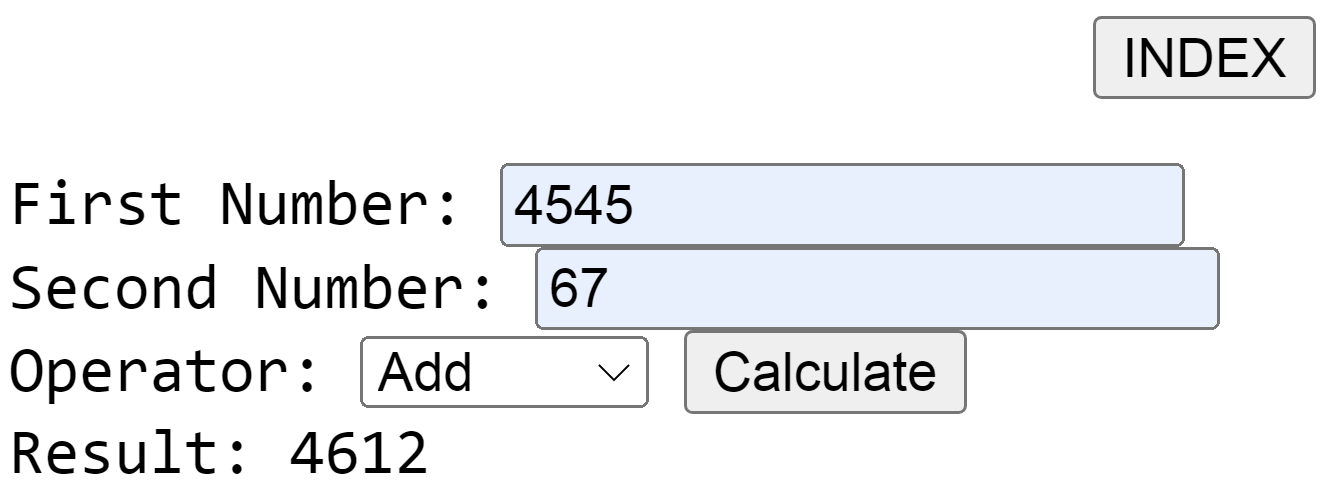 INDEX
First Number: 4545
Second Number: 67
Operator: Add Calculate
Result: 4612